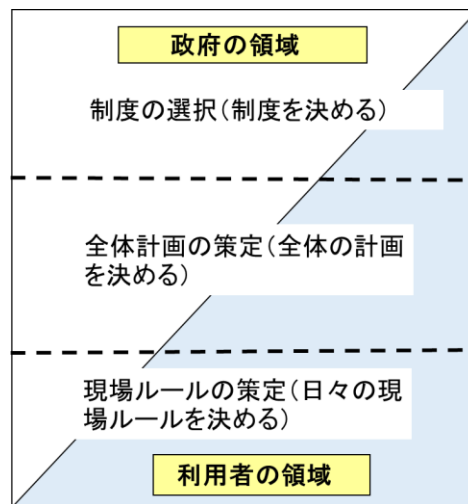 政府の領域
制度の選択(制度を決める)
全体計画の策定(全体の計画
を決める)
現場ルールの策定(日々の現
場ルールを決める)
利用者の領域